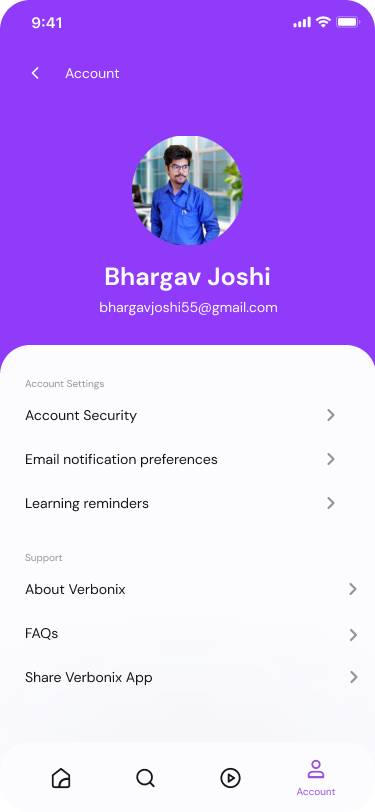 9:41
Account
Bhargav Joshi
bhargavjoshi55@gmail.com
Account Settings
Account Security
Email notification preferences
Learning reminders
Support
About Verbonix
FAQs
Share Verbonix App
Account